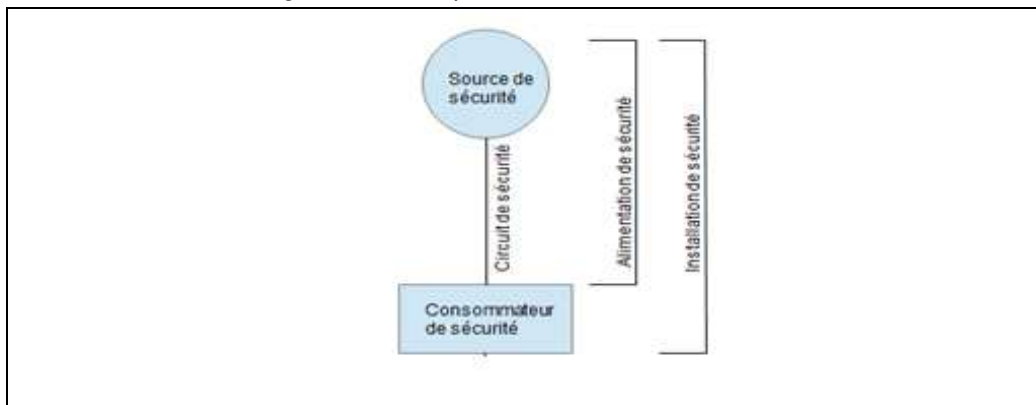 Source de
sécurité
Circuit de sécurité
Alimentation de sécurité
Installation de sécurité
Consommateur
de sécurité